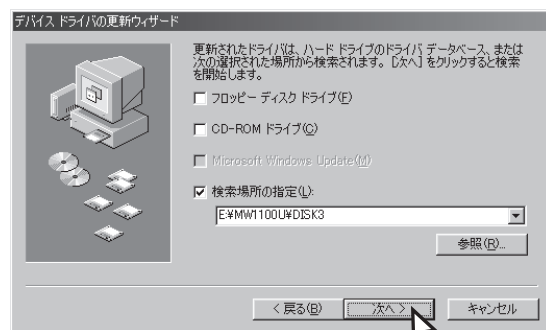 デバイス ドライバの更新ウィザード
更新されたドライバは、ハード ドライブのドライバ データベース、または
次の選択された場所から検索されます。[次へ] をクリックすると検索
を開始します。
フロッピー ディスク ドライブ(F)
CD-ROM ドライブ(C)
Microsoft Windows Update(M)
検索場所の指定(L):
E:¥MW1100U¥DISK3
参照(R)...
< 戻る(B)
次へ >
キャンセル